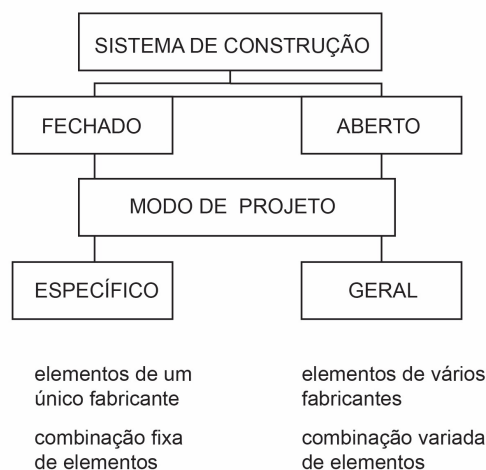 SISTEMA DE CONSTRUÇÃO
FECHADO
ABERTO
MODO DE PROJETO
ESPECÍFICO
GERAL
elementos de um
único fabricante
combinação fixa
de elementos
elementos de vários
fabricantes
combinação variada
de elementos